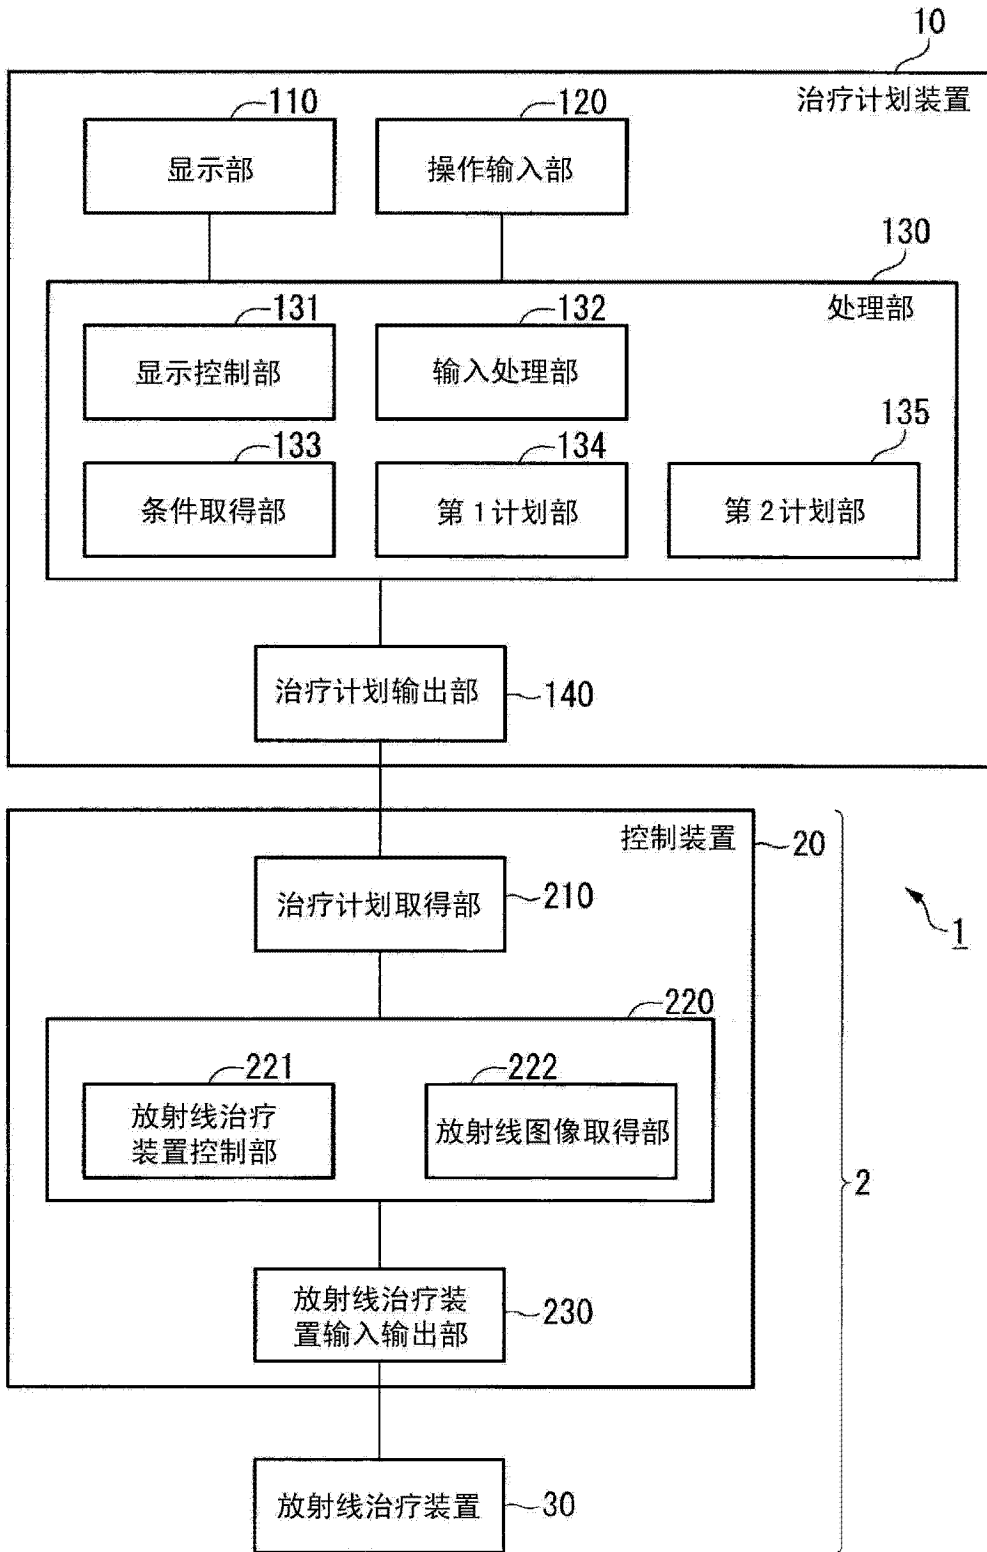 10
治疗计划装置
110
120
显示部
操作输入部
130
处理部
131
132
显示控制部
输入处理部
133
134
135
条件取得部
第1计划部
第2计划部
治疗计划输出部
140
控制装置
20
治疗计划取得部
210
1
220
221
222
放射线治疗
装置控制部
放射线图像取得部
2
放射线治疗装
置输入输出部
230
放射线治疗装置
30